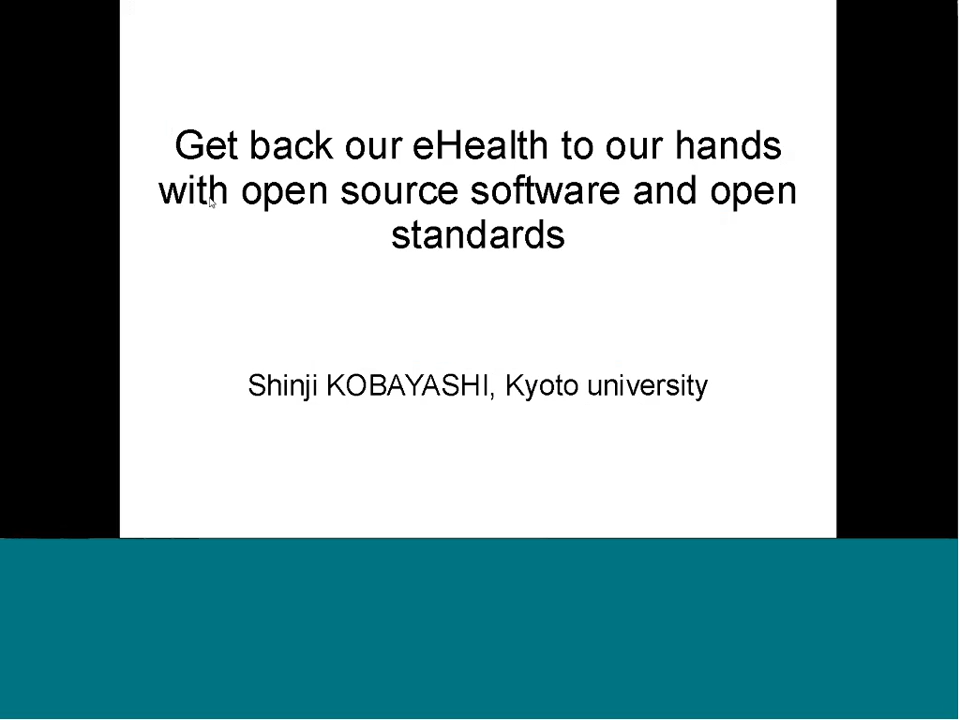 Get back our eHealth to our hands
with open source software and open
standards
Shinji KOBAYASHI, Kyoto university